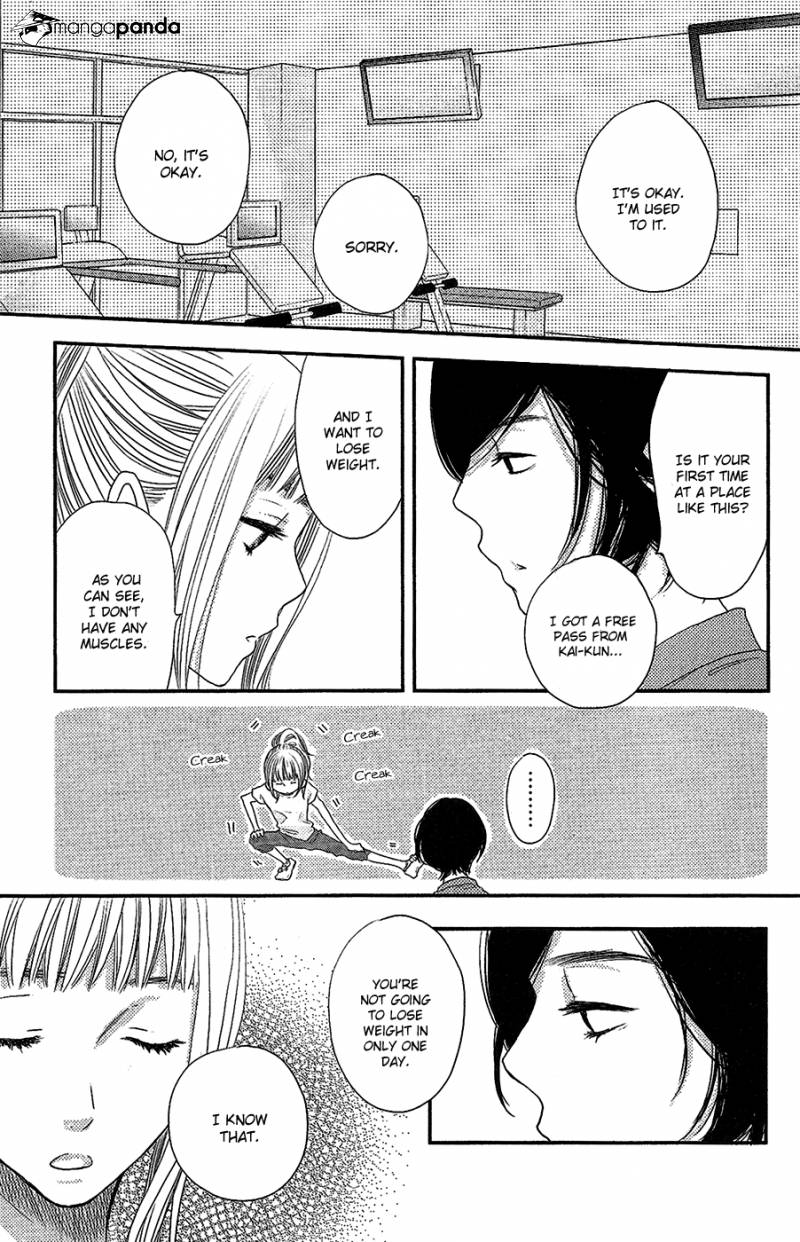 mangapanda
IT'S OKAY.
I'M USED
TO IT.
SORRY.
NO, IT'S
OKAY.
IS IT YOUR
FIRST TIME
AT A PLACE
LIKE THIS?
I GOT A FREE
PASS FROM
KAI-KUN...
AND I
WANT TO
LOSE
WEIGHT.
AS YOU
CAN SEE,
I DON'T
HAVE ANY
MUSCLES.
.........
Creak
Creak
Creak
YOU'RE
NOT GOING
TO LOSE
WEIGHT IN
ONLY ONE
DAY.
I KNOW
THAT.